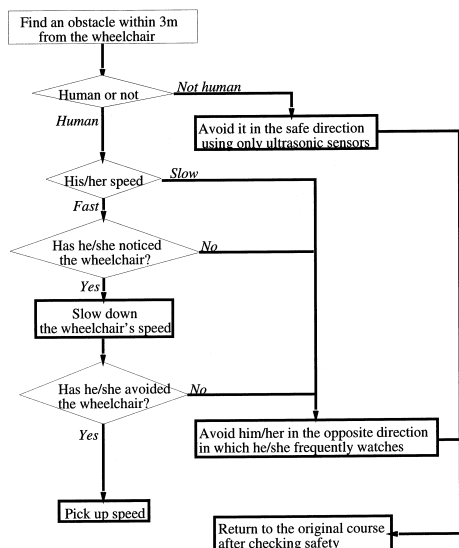 Find an obstacle within 3m
from the wheelchair
Human or not
Not human
Human
Avoid it in the safe direction
using only ultrasonic sensors
His/her speed
Slow
Fast
Has he/she noticed
the wheelchair?
No
Yes
Slow down
the wheelchair's speed
Has he/she avoided
the wheelchair?
No
Yes
Avoid him/her in the opposite direction
in which he/she frequently watches
Pick up speed
Return to the original course
after checking safety